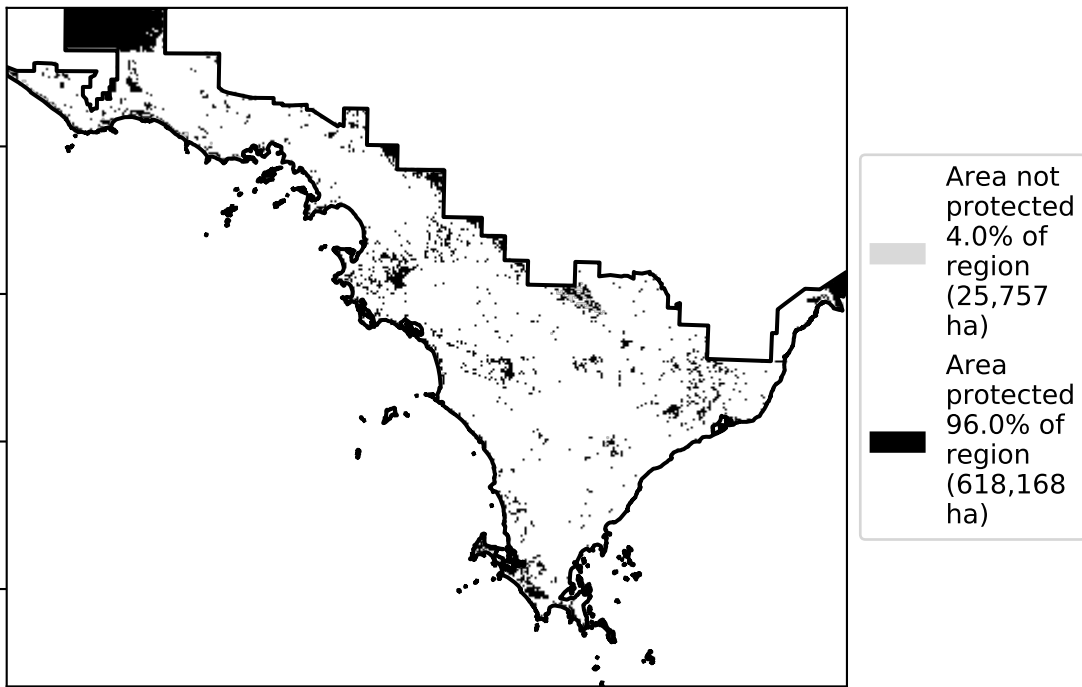 Area not
protected
4.0% of
region
(25,757
ha)
Area
protected
96.0% of
region
(618,168
ha)